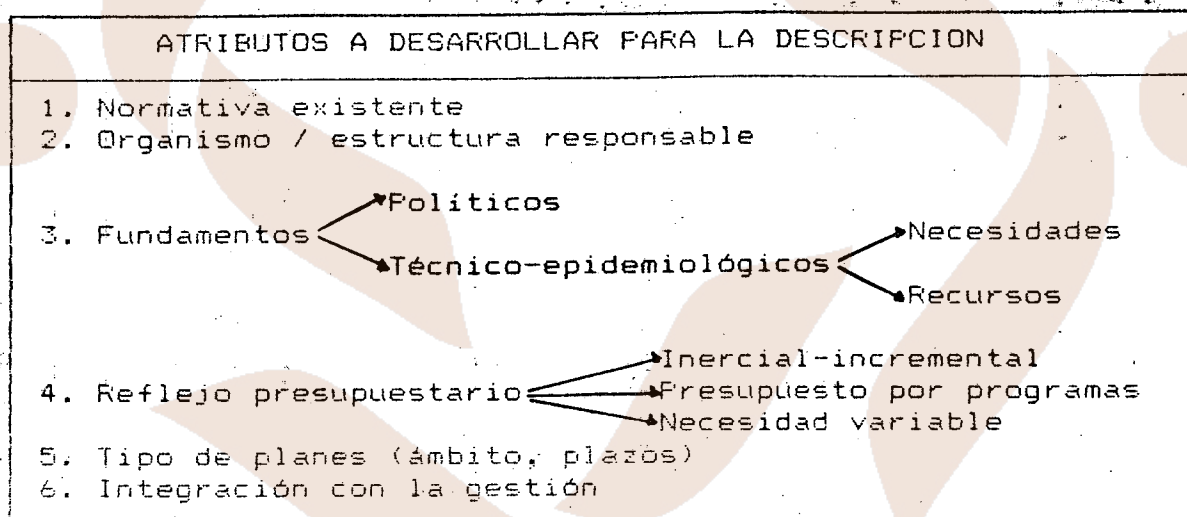 ATRIBUTOS A DESARROLLAR PARA LA DESCRIPCION
1. Normativa existente
2. Organismo / estructura responsable
Políticos
3. Fundamentos
Necesidades
Técnico-epidemiológicos
Recursos
Inercial-incremental
4. Reflejo presupuestario
Presupuesto por programas
Necesidad variable
5. Tipo de planes (ámbito, plazos)
6. Integración con la gestión